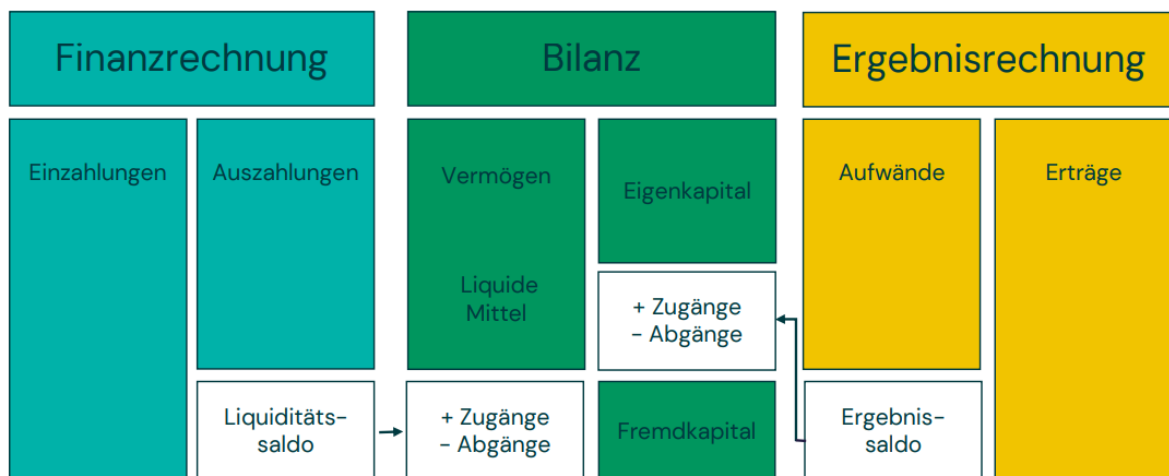 Finanzrechnung
Bilanz
Ergebnisrechnung
Einzahlungen
Auszahlungen
Liquiditäts-
saldo
Vermögen
Liquide
Mittel
+ Zugänge
- Abgänge
Eigenkapital
+ Zugänge
- Abgänge
Fremdkapital
Aufwände
Ergebnis-
saldo
Erträge